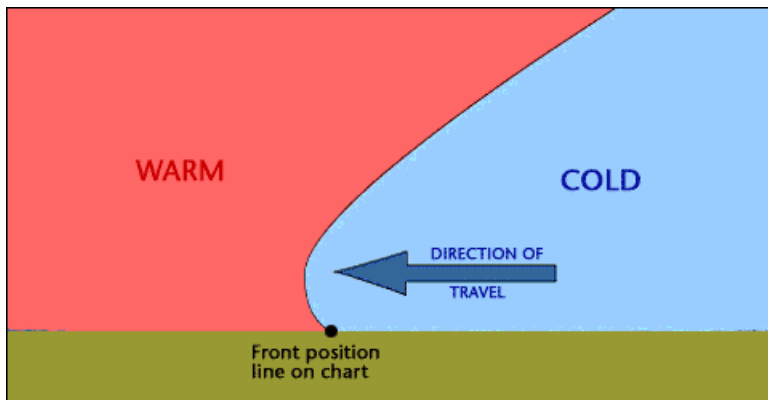 WARM
COLD
DIRECTION OF
TRAVEL
Front position
line on chart